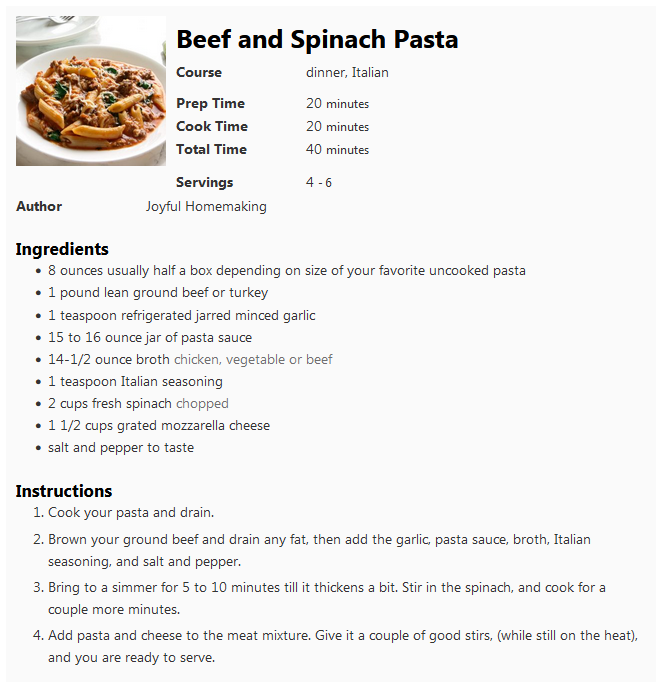 Beef and Spinach Pasta
Course dinner, Italian
Prep Time 20 minutes
Cook Time 20 minutes
Total Time 40 minutes
Servings 4 - 6
Author Joyful Homemaking
Ingredients
• 8 ounces usually half a box depending on size of your favorite uncooked pasta
• 1 pound lean ground beef or turkey
• 1 teaspoon refrigerated jarred minced garlic
• 15 to 16 ounce jar of pasta sauce
• 14-1/2 ounce broth chicken, vegetable or beef
• 1 teaspoon Italian seasoning
• 2 cups fresh spinach chopped
• 1 1/2 cups grated mozzarella cheese
• salt and pepper to taste
Instructions
1. Cook your pasta and drain.
2. Brown your ground beef and drain any fat, then add the garlic, pasta sauce, broth, Italian
seasoning, and salt and pepper.
3. Bring to a simmer for 5 to 10 minutes till it thickens a bit. Stir in the spinach, and cook for a
couple more minutes.
4. Add pasta and cheese to the meat mixture. Give it a couple of good stirs, (while still on the heat),
and you are ready to serve.